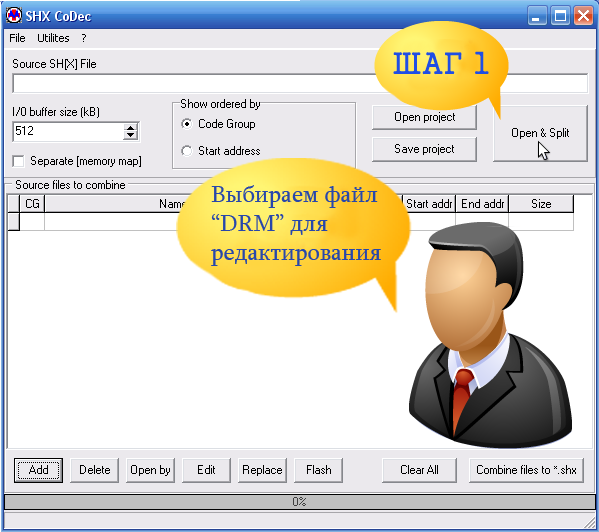 SHX CoDec
File Utilites ?
Source SH[X] File
ШАГ 1
I/O buffer size (kB)
512
Separate [memory map]
Show ordered by
Code Group
Start address
Open project
Save project
Open & Split
Source files to combine
CG Name Start addr End addr Size
Выбираем файл
“DRM” для
редактирования
Add Delete Open by Edit Replace Flash Clear All Combine files to *.shx
0%